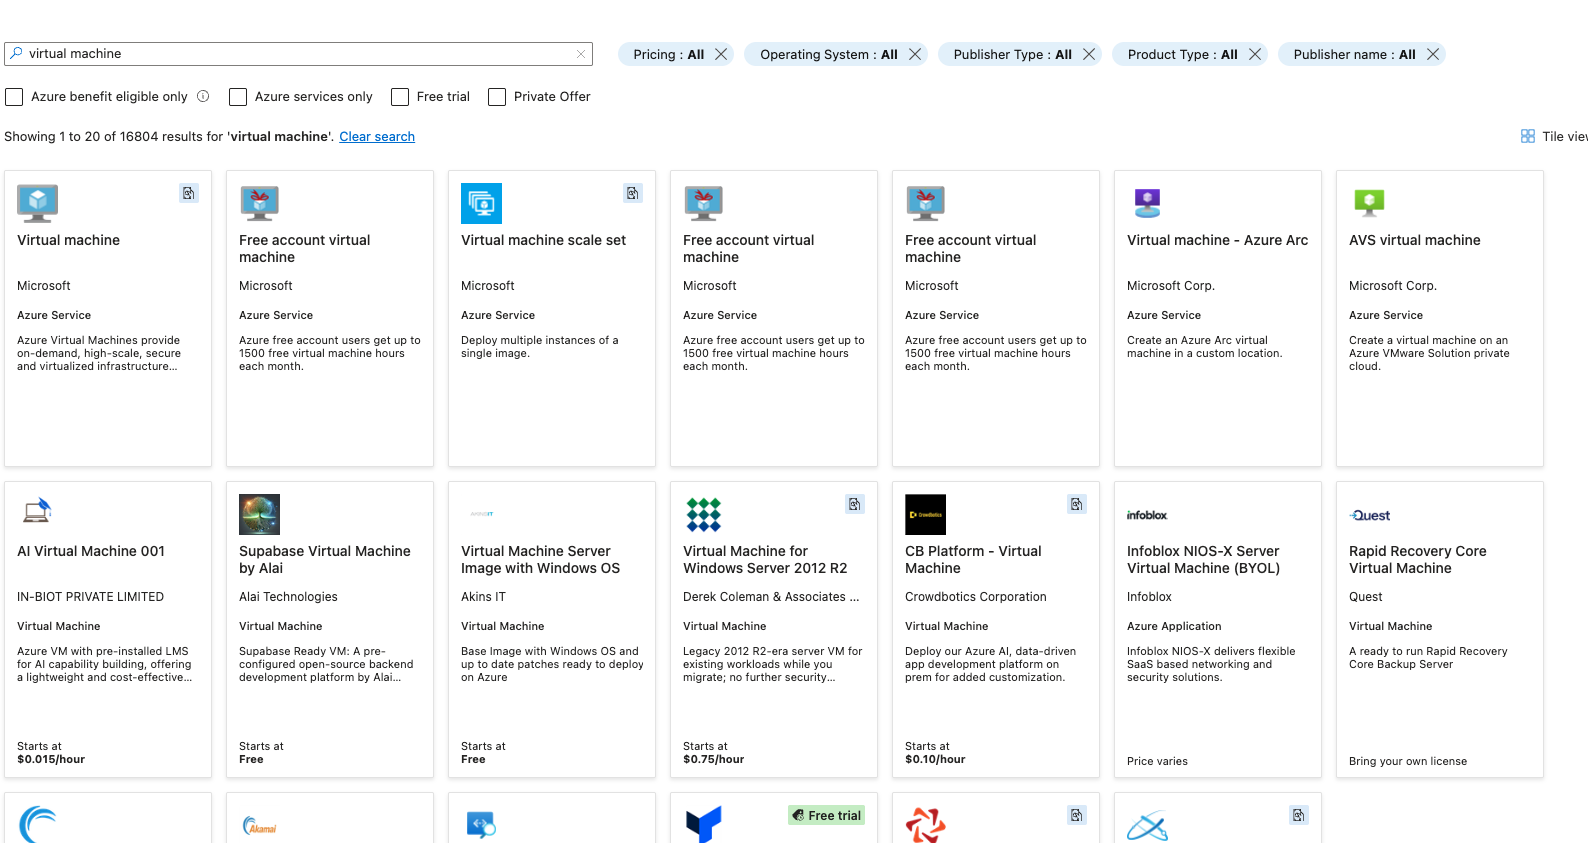 virtual machine
Pricing : All
Operating System : All
Publisher Type : All
Product Type : All
Publisher name : All
Azure benefit eligible only
Azure services only
Free trial
Private Offer
Showing 1 to 20 of 16804 results for 'virtual machine'. Clear search
Tile view
Virtual machine
Microsoft
Azure Service
Azure Virtual Machines provide
on-demand, high-scale, secure
and virtualized infrastructure...
Free account virtual
machine
Microsoft
Azure Service
Azure free account users get up to
1500 free virtual machine hours
each month.
Virtual machine scale set
Microsoft
Azure Service
Deploy multiple instances of a
single image.
Free account virtual
machine
Microsoft
Azure Service
Azure free account users get up to
1500 free virtual machine hours
each month.
Free account virtual
machine
Microsoft
Azure Service
Azure free account users get up to
1500 free virtual machine hours
each month.
Virtual machine - Azure Arc
Microsoft Corp.
Azure Service
Create an Azure Arc virtual
machine in a custom location.
AVS virtual machine
Microsoft Corp.
Azure Service
Create a virtual machine on an
Azure VMware Solution private
cloud.
AI Virtual Machine 001
IN-BIOT PRIVATE LIMITED
Virtual Machine
Azure VM with pre-installed LMS
for AI capability building, offering
a lightweight and cost-effective...
Starts at
$0.015/hour
Supabase Virtual Machine
by Alai
Alai Technologies
Virtual Machine
Supabase Ready VM: A pre-
configured open-source backend
development platform by Alai...
Starts at
Free
Virtual Machine Server
Image with Windows OS
Akins IT
Virtual Machine
Base Image with Windows OS and
up to date patches ready to deploy
on Azure
Starts at
Free
Virtual Machine for
Windows Server 2012 R2
Derek Coleman & Associates ...
Virtual Machine
Legacy 2012 R2-era server VM for
existing workloads while you
migrate; no further security...
Starts at
$0.75/hour
Crowdbotics
CB Platform - Virtual
Machine
Crowdbotics Corporation
Virtual Machine
Deploy our Azure AI, data-driven
app development platform on
prem for added customization.
Starts at
$0.10/hour
infoblox
Infoblox NIOS-X Server
Virtual Machine (BYOL)
Infoblox
Azure Application
Infoblox NIOS-X delivers flexible
SaaS based networking and
security solutions.
Price varies
Quest
Rapid Recovery Core
Virtual Machine
Quest
Virtual Machine
A ready to run Rapid Recovery
Core Backup Server
Bring your own license
Akamai
Free trial